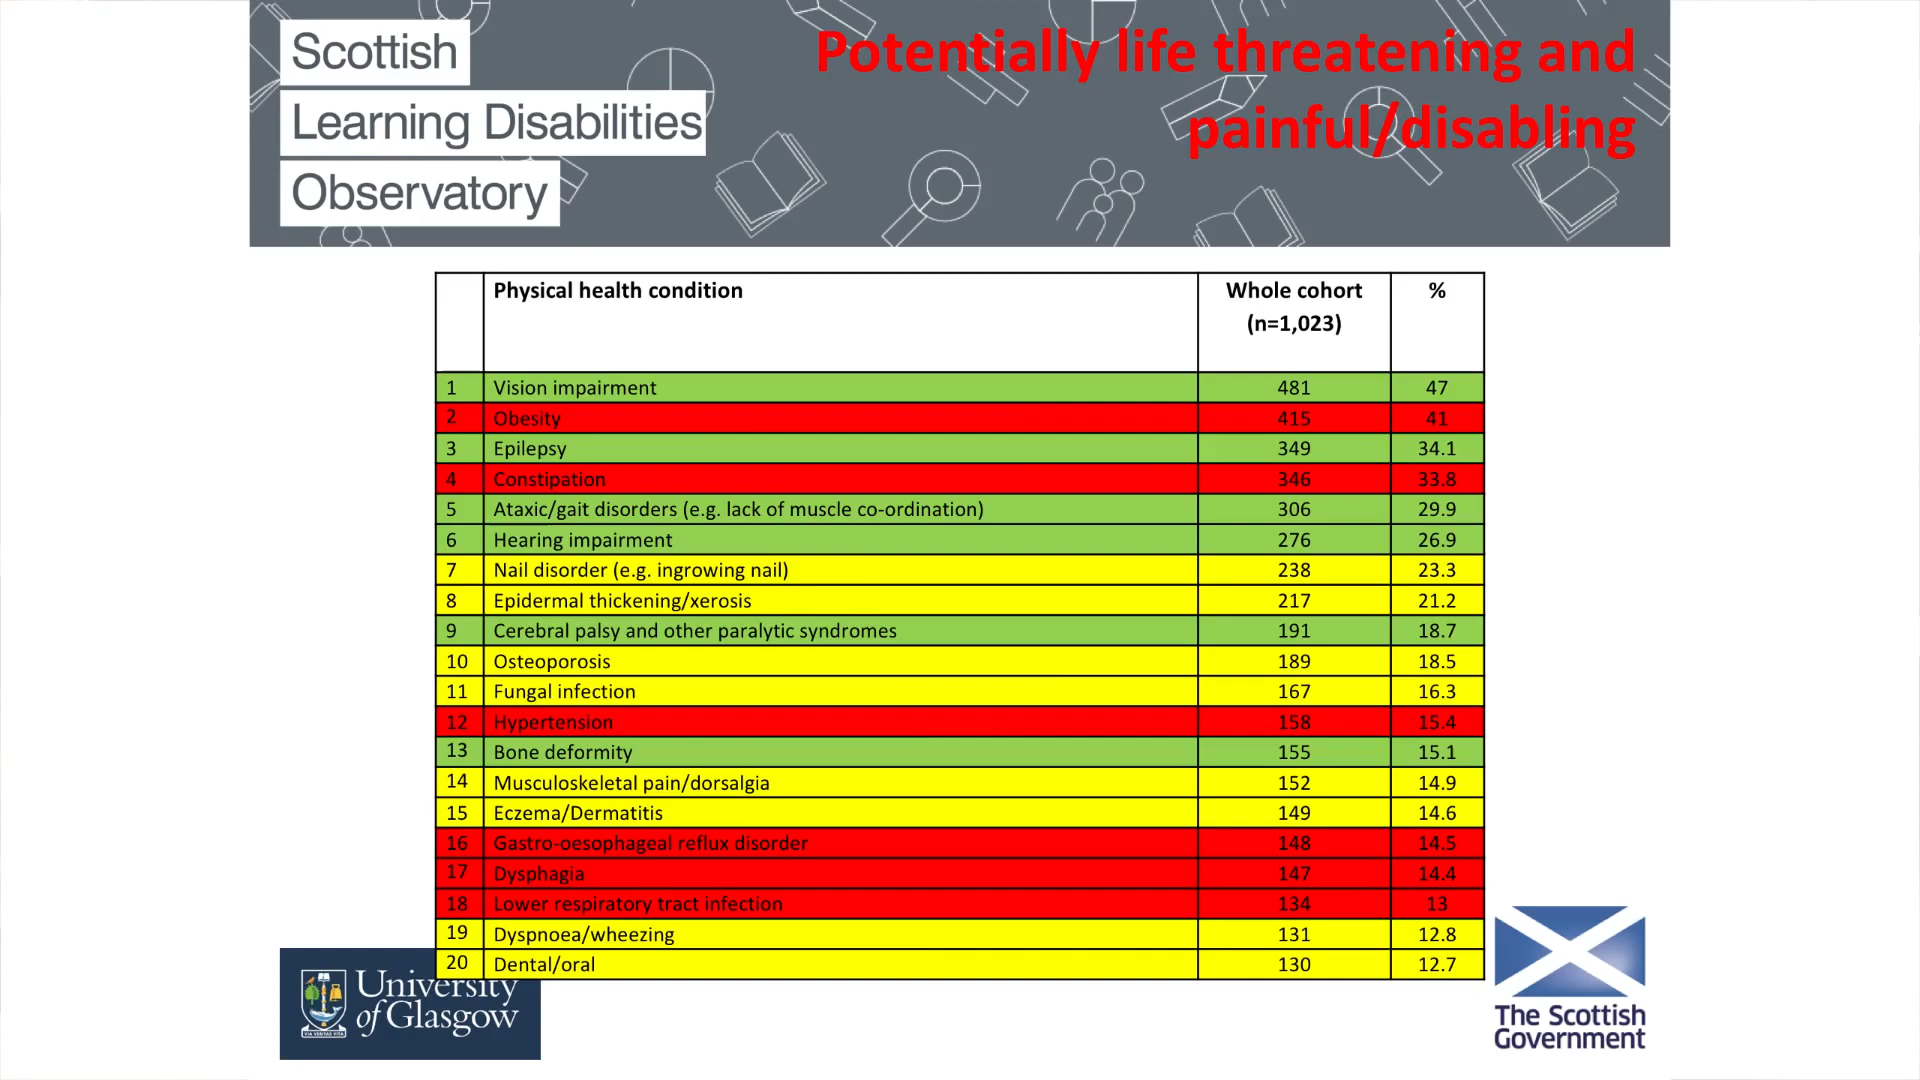 Scottish
Learning Disabilities
Observatory
Potentially life threatening and
painful/disabling
Physical health condition Whole cohort (n=1,023) %
1 Vision impairment 481 47
2 Obesity 415 41
3 Epilepsy 349 34.1
4 Constipation 346 33.8
5 Ataxic/gait disorders (e.g. lack of muscle co-ordination) 306 29.9
6 Hearing impairment 276 26.9
7 Nail disorder (e.g. ingrowing nail) 238 23.3
8 Epidermal thickening/xerosis 217 21.2
9 Cerebral palsy and other paralytic syndromes 191 18.7
10 Osteoporosis 189 18.5
11 Fungal infection 167 16.3
12 Hypertension 158 15.4
13 Bone deformity 155 15.1
14 Musculoskeletal pain/dorsalgia 152 14.9
15 Eczema/Dermatitis 149 14.6
16 Gastro-oesophageal reflux disorder 148 14.5
17 Dysphagia 147 14.4
18 Lower respiratory tract infection 134 13
19 Dyspnoea/wheezing 131 12.8
20 Dental/oral 130 12.7
University
of Glasgow
VIA VERITAS VITA
The Scottish
Government